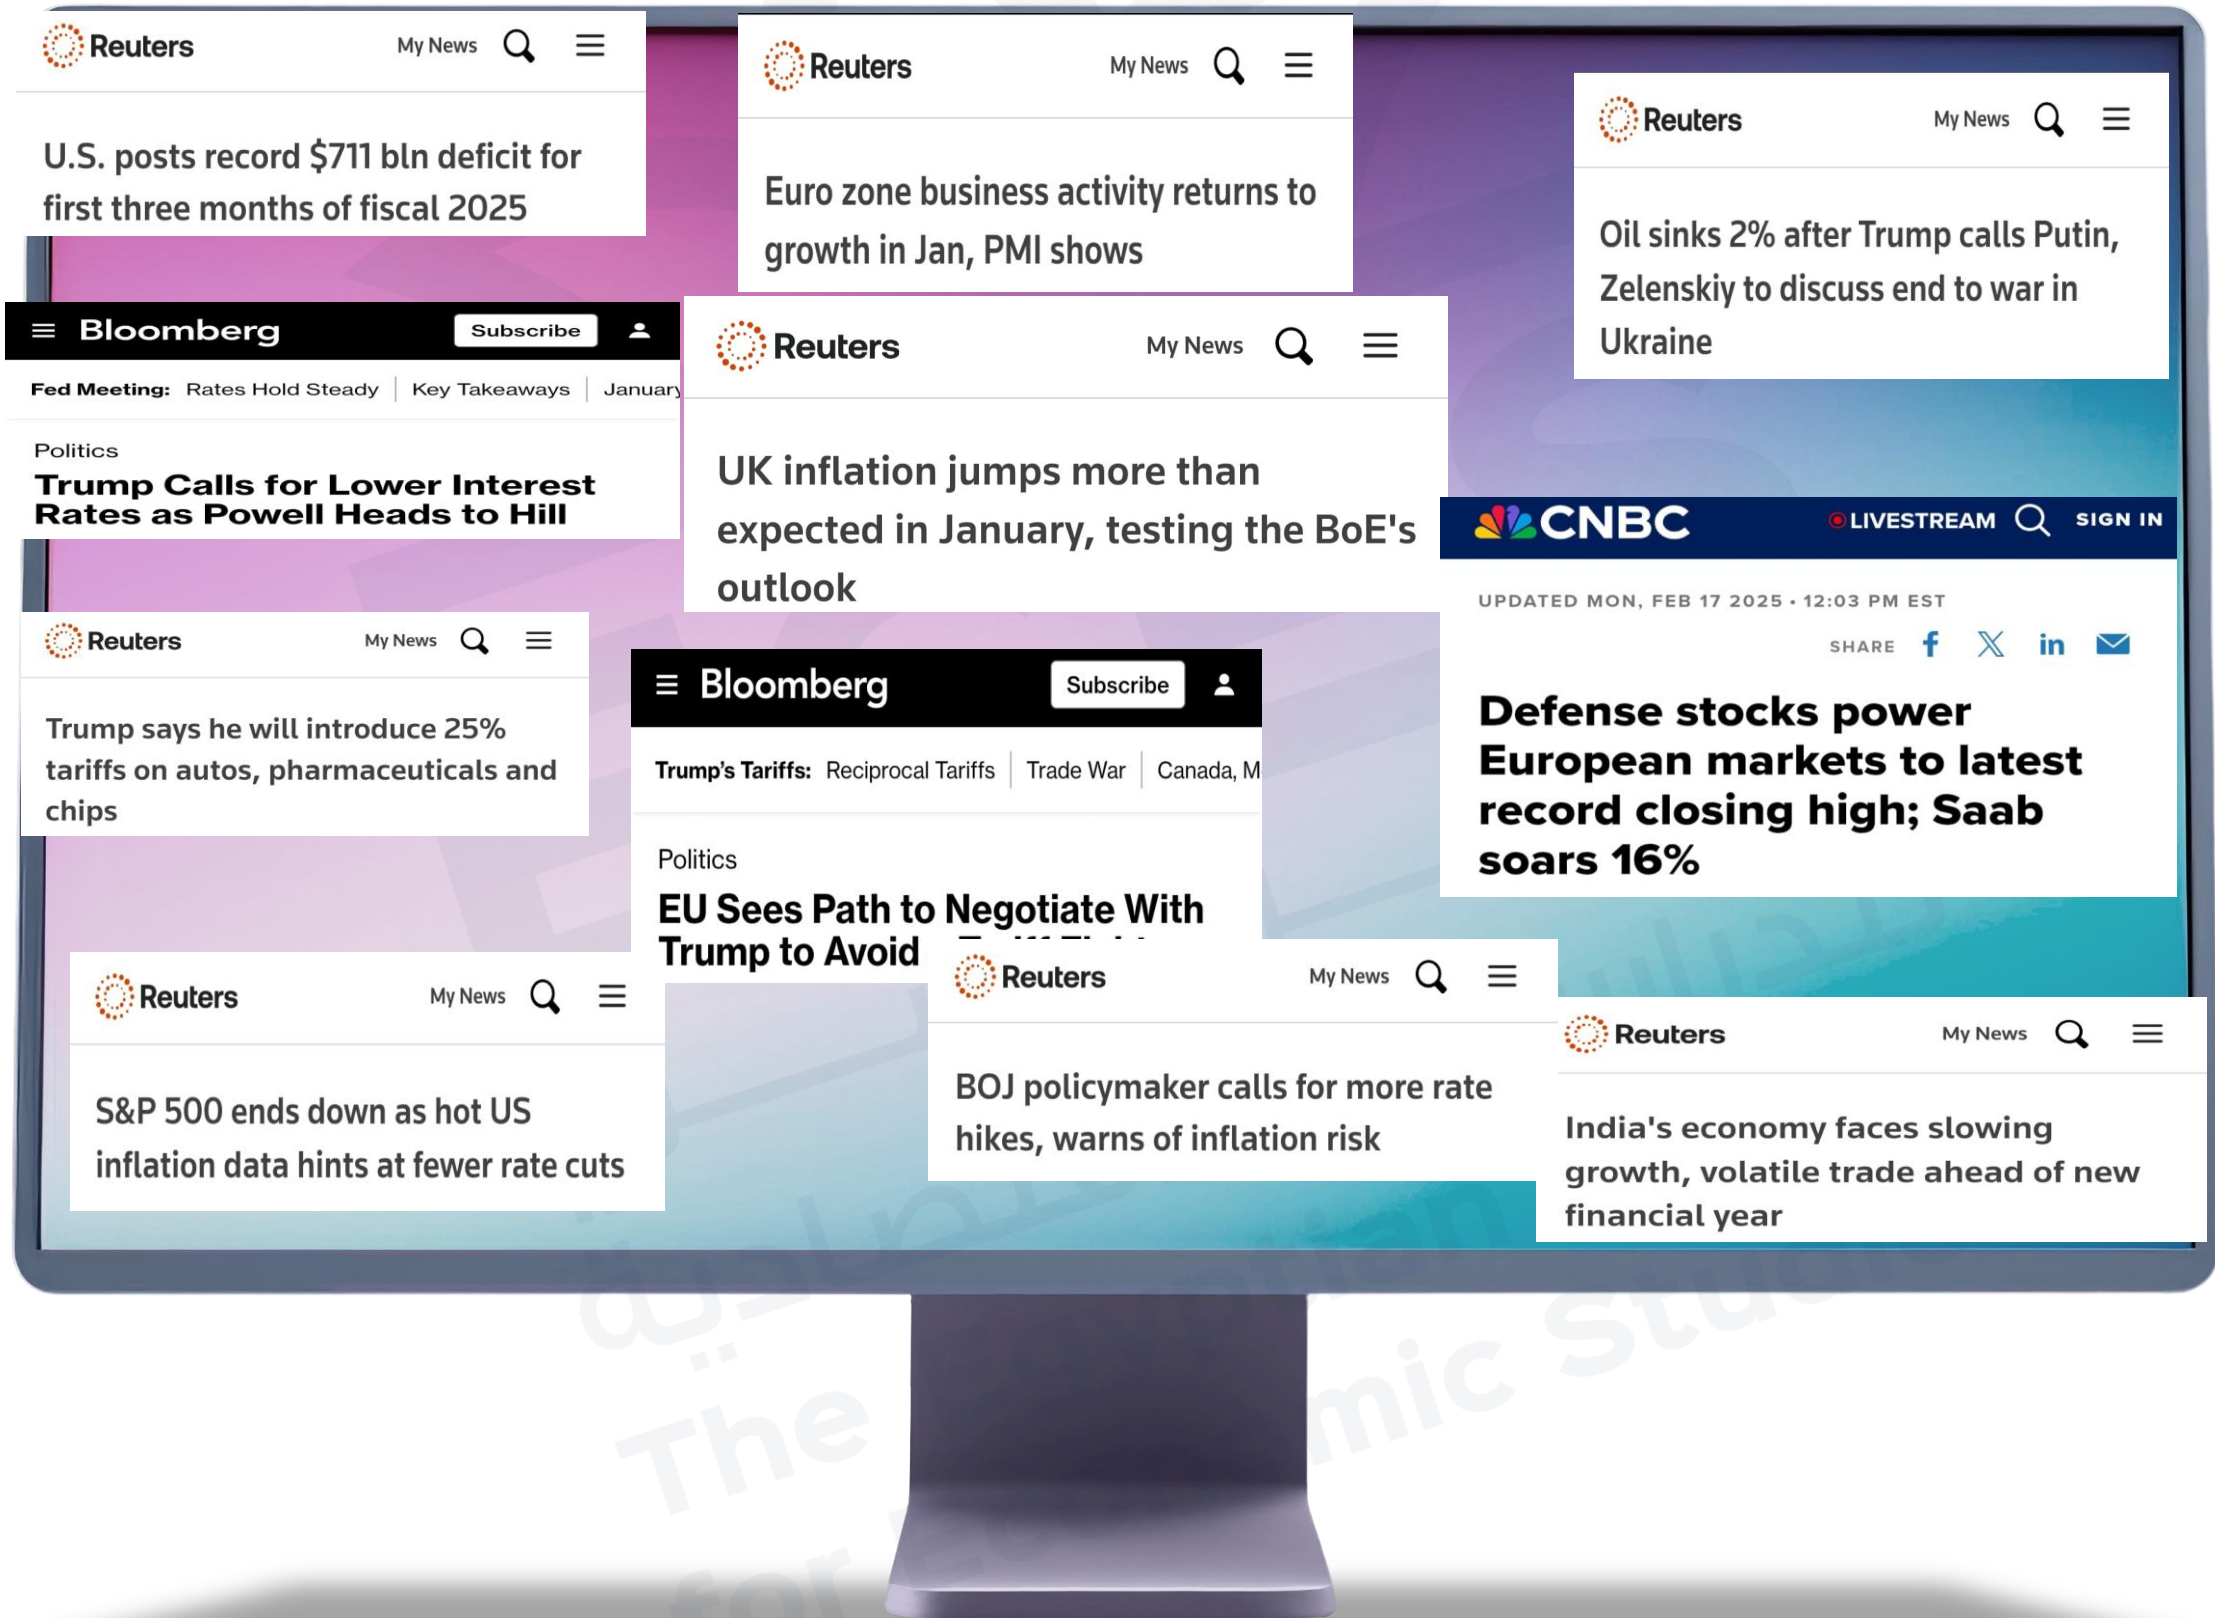 Reuters
My News
U.S. posts record $711 bln deficit for
first three months of fiscal 2025
Reuters
My News
Euro zone business activity returns to
growth in Jan, PMI shows
Reuters
My News
Oil sinks 2% after Trump calls Putin,
Zelenskiy to discuss end to war in
Ukraine
Bloomberg
Subscribe
Fed Meeting: Rates Hold Steady | Key Takeaways | January
Politics
Trump Calls for Lower Interest
Rates as Powell Heads to Hill
Reuters
My News
UK inflation jumps more than
expected in January, testing the BoE's
outlook
CNBC
LIVESTREAM
SIGN IN
UPDATED MON, FEB 17 2025 • 12:03 PM EST
SHARE
Defense stocks power
European markets to latest
record closing high; Saab
soars 16%
Reuters
My News
Trump says he will introduce 25%
tariffs on autos, pharmaceuticals and
chips
Bloomberg
Subscribe
Trump's Tariffs: Reciprocal Tariffs | Trade War | Canada, M
Politics
EU Sees Path to Negotiate With
Trump to Avoid
Reuters
My News
S&P 500 ends down as hot US
inflation data hints at fewer rate cuts
Reuters
My News
BOJ policymaker calls for more rate
hikes, warns of inflation risk
Reuters
My News
India's economy faces slowing
growth, volatile trade ahead of new
financial year
The Egyptian
for